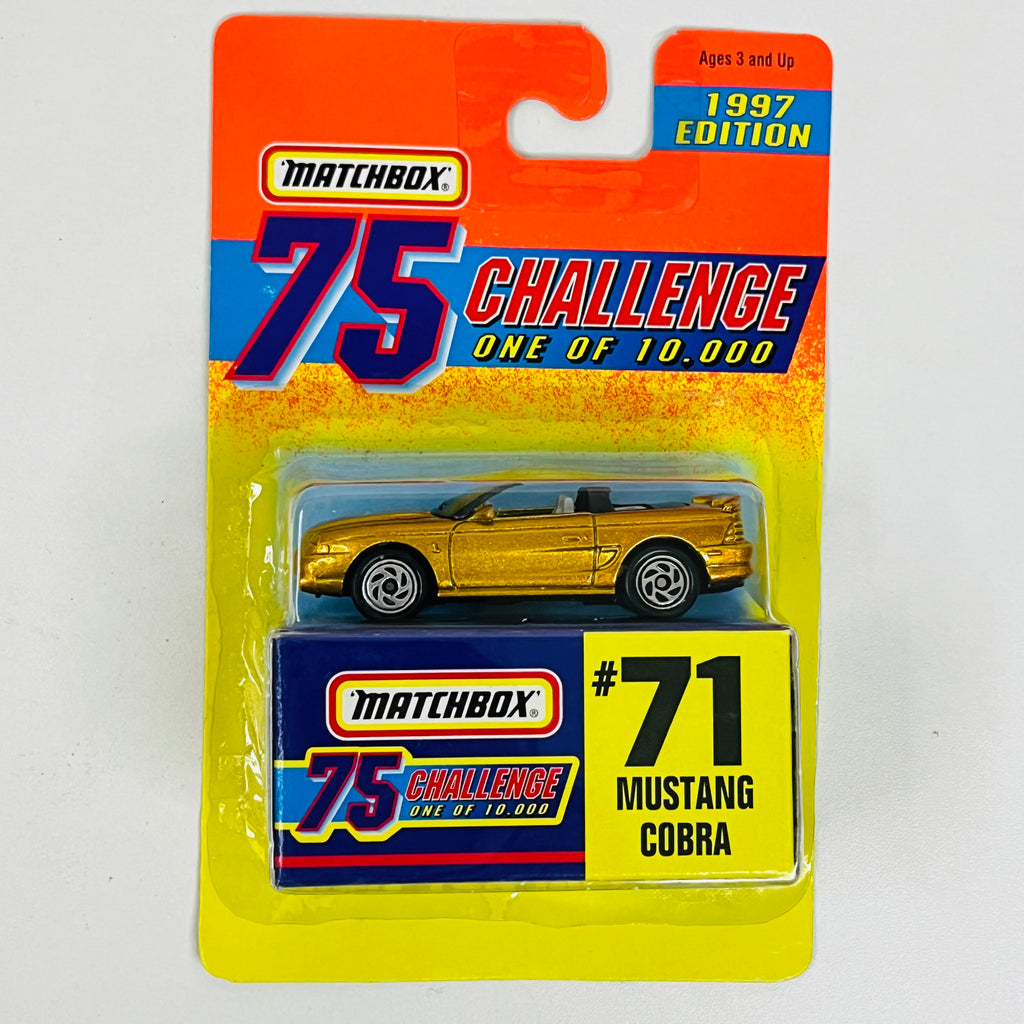 Ages 3 and Up
1997
EDITION
'MATCHBOX'®
75
CHALLENGE
ONE OF 10,000
'MATCHBOX'®
75
CHALLENGE
ONE OF 10,000
#71
MUSTANG
COBRA